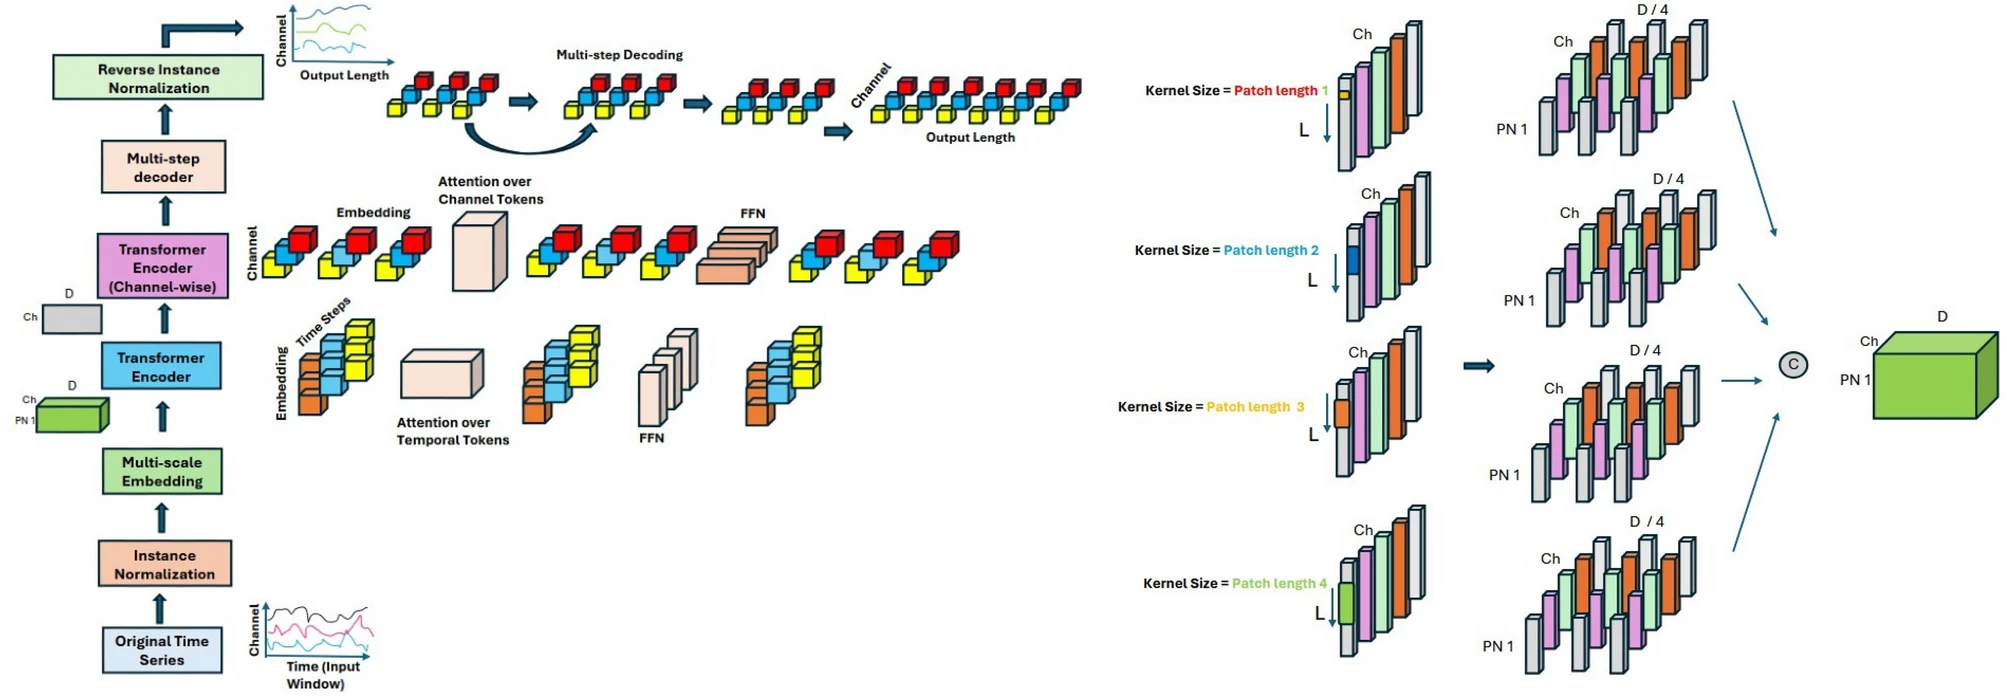 Channel
Output Length
Reverse Instance
Normalization
Multi-step Decoding
Channel
Output Length
Multi-step
decoder
Attention over
Channel Tokens
Embedding
FFN
Channel
Transformer
Encoder
(Channel-wise)
D
Ch
Time Steps
Embedding
Transformer
Encoder
Attention over
Temporal Tokens
FFN
D
Ch
PN 1
Multi-scale
Embedding
Instance
Normalization
Original Time
Series
Channel
Time (Input
Window)
Kernel Size = Patch length 1
L
Ch
D / 4
Ch
PN 1
Kernel Size = Patch length 2
L
Ch
D / 4
Ch
PN 1
Kernel Size = Patch length 3
L
Ch
D / 4
Ch
PN 1
Kernel Size = Patch length 4
L
Ch
D / 4
Ch
PN 1
C
D
Ch
PN 1